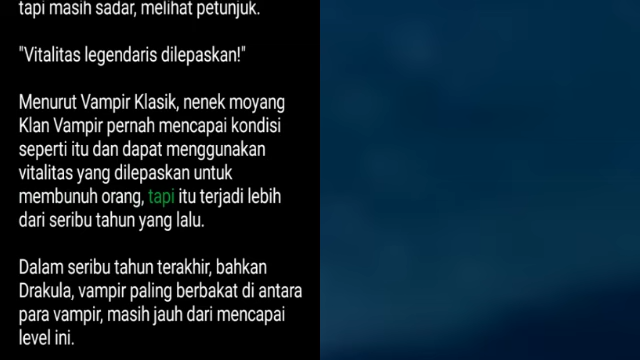 tapi masih sadar, melihat petunjuk.
"Vitalitas legendaris dilepaskan!"
Menurut Vampir Klasik, nenek moyang
Klan Vampir pernah mencapai kondisi
seperti itu dan dapat menggunakan
vitalitas yang dilepaskan untuk
membunuh orang, tapi itu terjadi lebih
dari seribu tahun yang lalu.
Dalam seribu tahun terakhir, bahkan
Drakula, vampir paling berbakat di antara
para vampir, masih jauh dari mencapai
level ini.